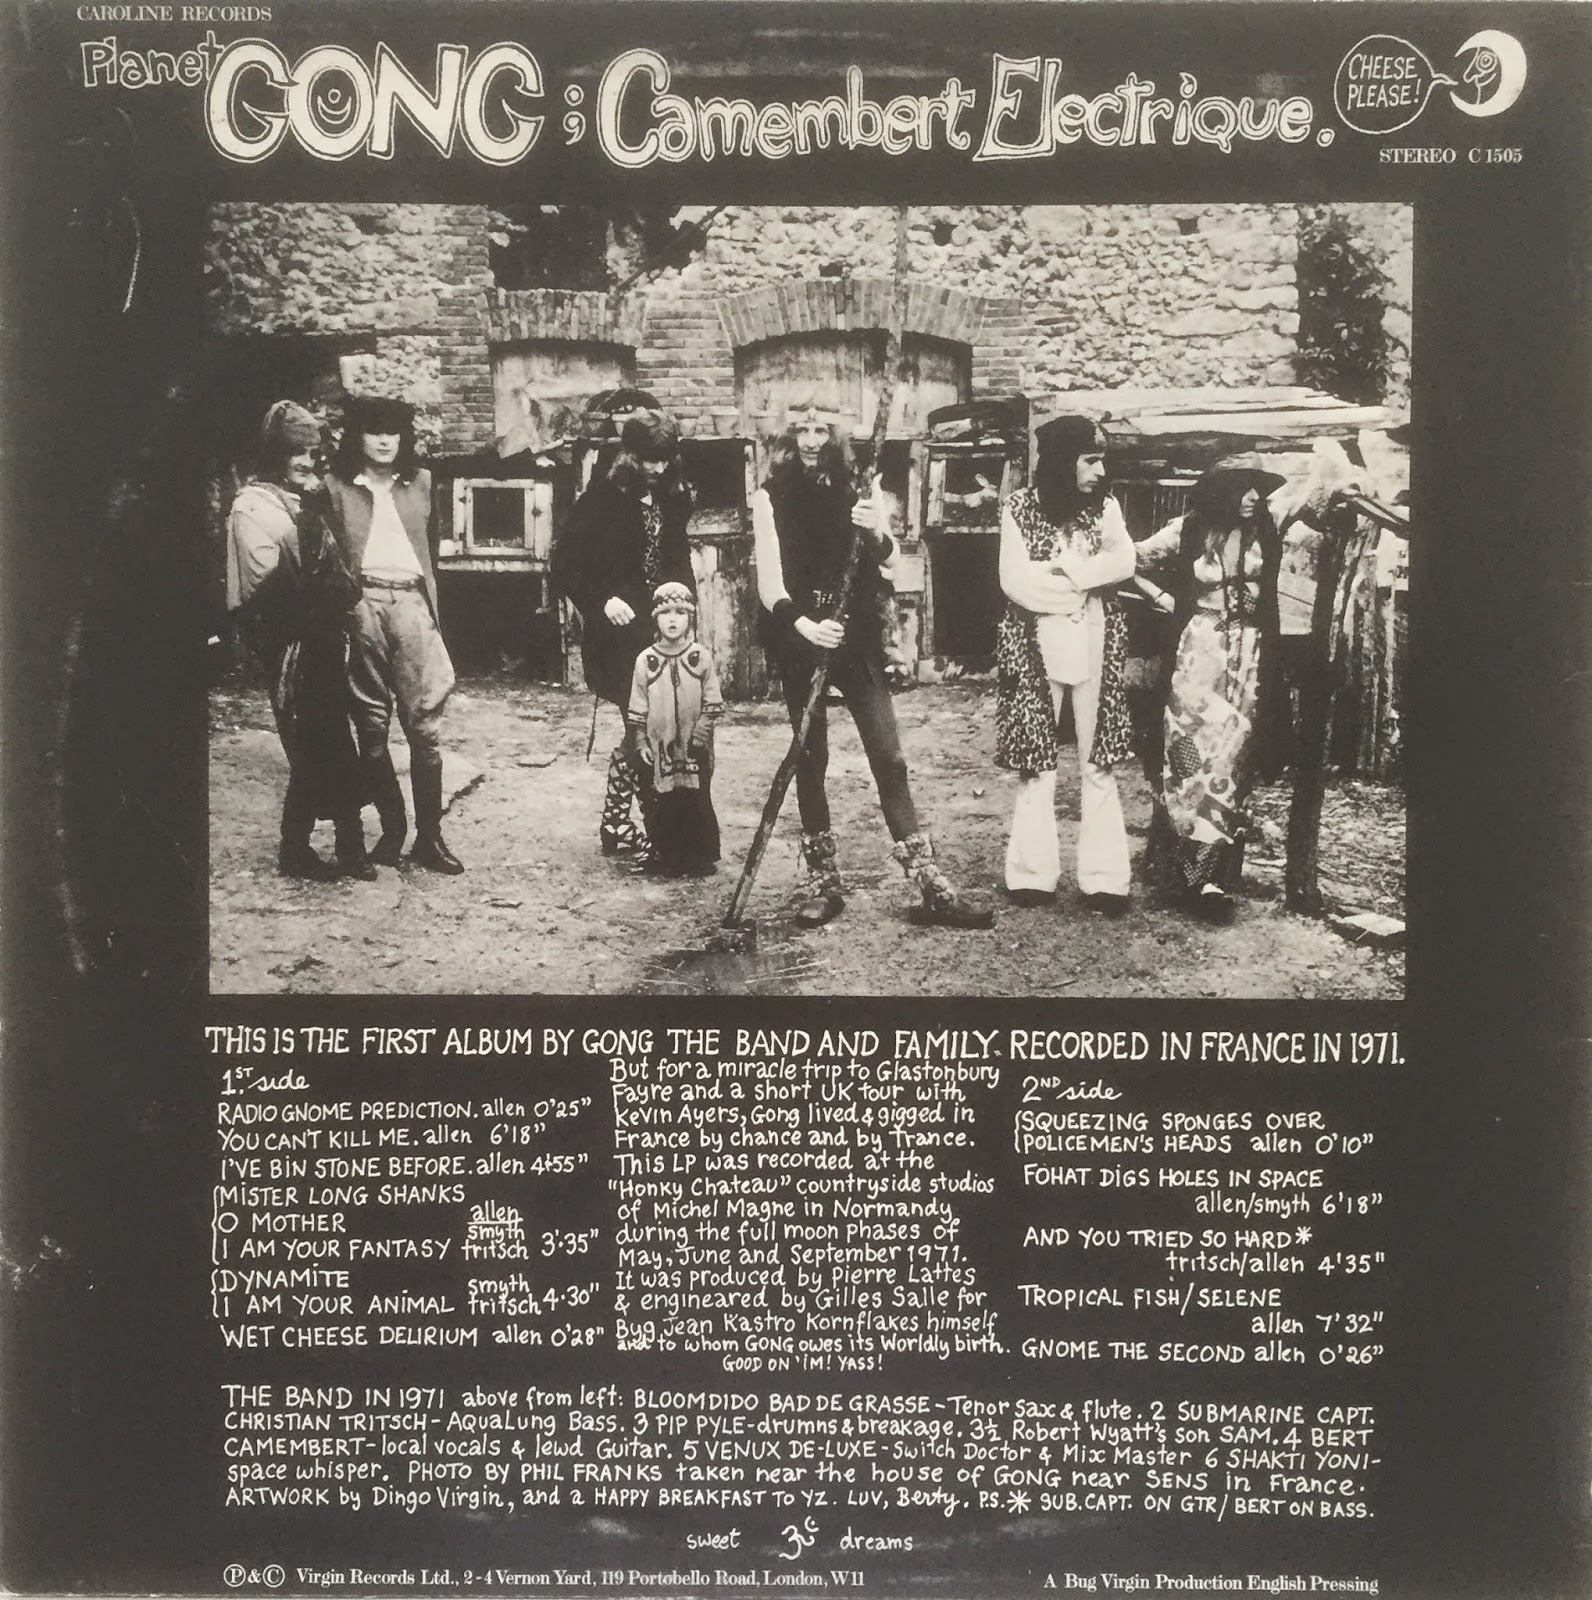 CAROLINE RECORDS
Planet GONG ; Camembert Electrique.
CHEESE
PLEASE!
STEREO C 1505
THIS IS THE FIRST ALBUM BY GONG THE BAND AND FAMILY. RECORDED IN FRANCE IN 1971.
1.ST side
RADIO GNOME PREDICTION. allen 0'25"
YOU CAN'T KILL ME. allen 6'18"
I'VE BIN STONE BEFORE. allen 4+55"
MISTER LONG SHANKS
O MOTHER
I AM YOUR FANTASY
allen
smyth
tritsch 3'·35"
DYNAMITE
I AM YOUR ANIMAL
smyth
tritsch 4·30"
WET CHEESE DELIRIUM allen 0'28"
But for a miracle trip to Glastonbury
Fayre and a short UK tour with
Kevin Ayers, Gong lived & gigged in
France by chance and by Trance.
This LP was recorded at the
"Honky Chateau" countryside studios
of Michel Magne in Normandy
during the full moon phases of
May, June and September 1971.
It was produced by Pierre Lattes
& engineared by Gilles Salle for
Byg Jean Kastro Kornflakes himself
and to whom GONG owes its Worldly birth.
GOOD ON 'IM! YASS!
2ND side
SQUEEZING SPONGES OVER
POLICEMEN'S HEADS allen 0'10"
FOHAT DIGS HOLES IN SPACE
allen/smyth 6'18"
AND YOU TRIED SO HARD*
tritsch/allen 4'35"
TROPICAL FISH/SELENE
allen 7'32"
GNOME THE SECOND allen 0'26"
THE BAND IN 1971 above from left: BLOOMDIDO BAD DE GRASSE-Tenor Sax & flute. 2 SUBMARINE CAPT.
CHRISTIAN TRITSCH-AquaLung Bass. 3 PIP PYLE-drumns & breakage. 3½ Robert Wyatt's son SAM. 4 BERT
CAMEMBERT-local vocals & lewd Guitar. 5 VENUX DE-LUXE-Switch Doctor & Mix Master 6 SHAKTI YONI-
space whisper. PHOTO BY PHIL FRANKS taken near the house of GONG near SENS in France.
ARTWORK by Dingo Virgin, and a HAPPY BREAKFAST TO YZ. LUV, Berty. P.S.* SUB.CAPT. ON GTR/ BERT ON BASS.
sweet ॐ dreams
Ⓟ & © Virgin Records Ltd., 2-4 Vernon Yard, 119 Portobello Road, London, W11
A Bug Virgin Production English Pressing